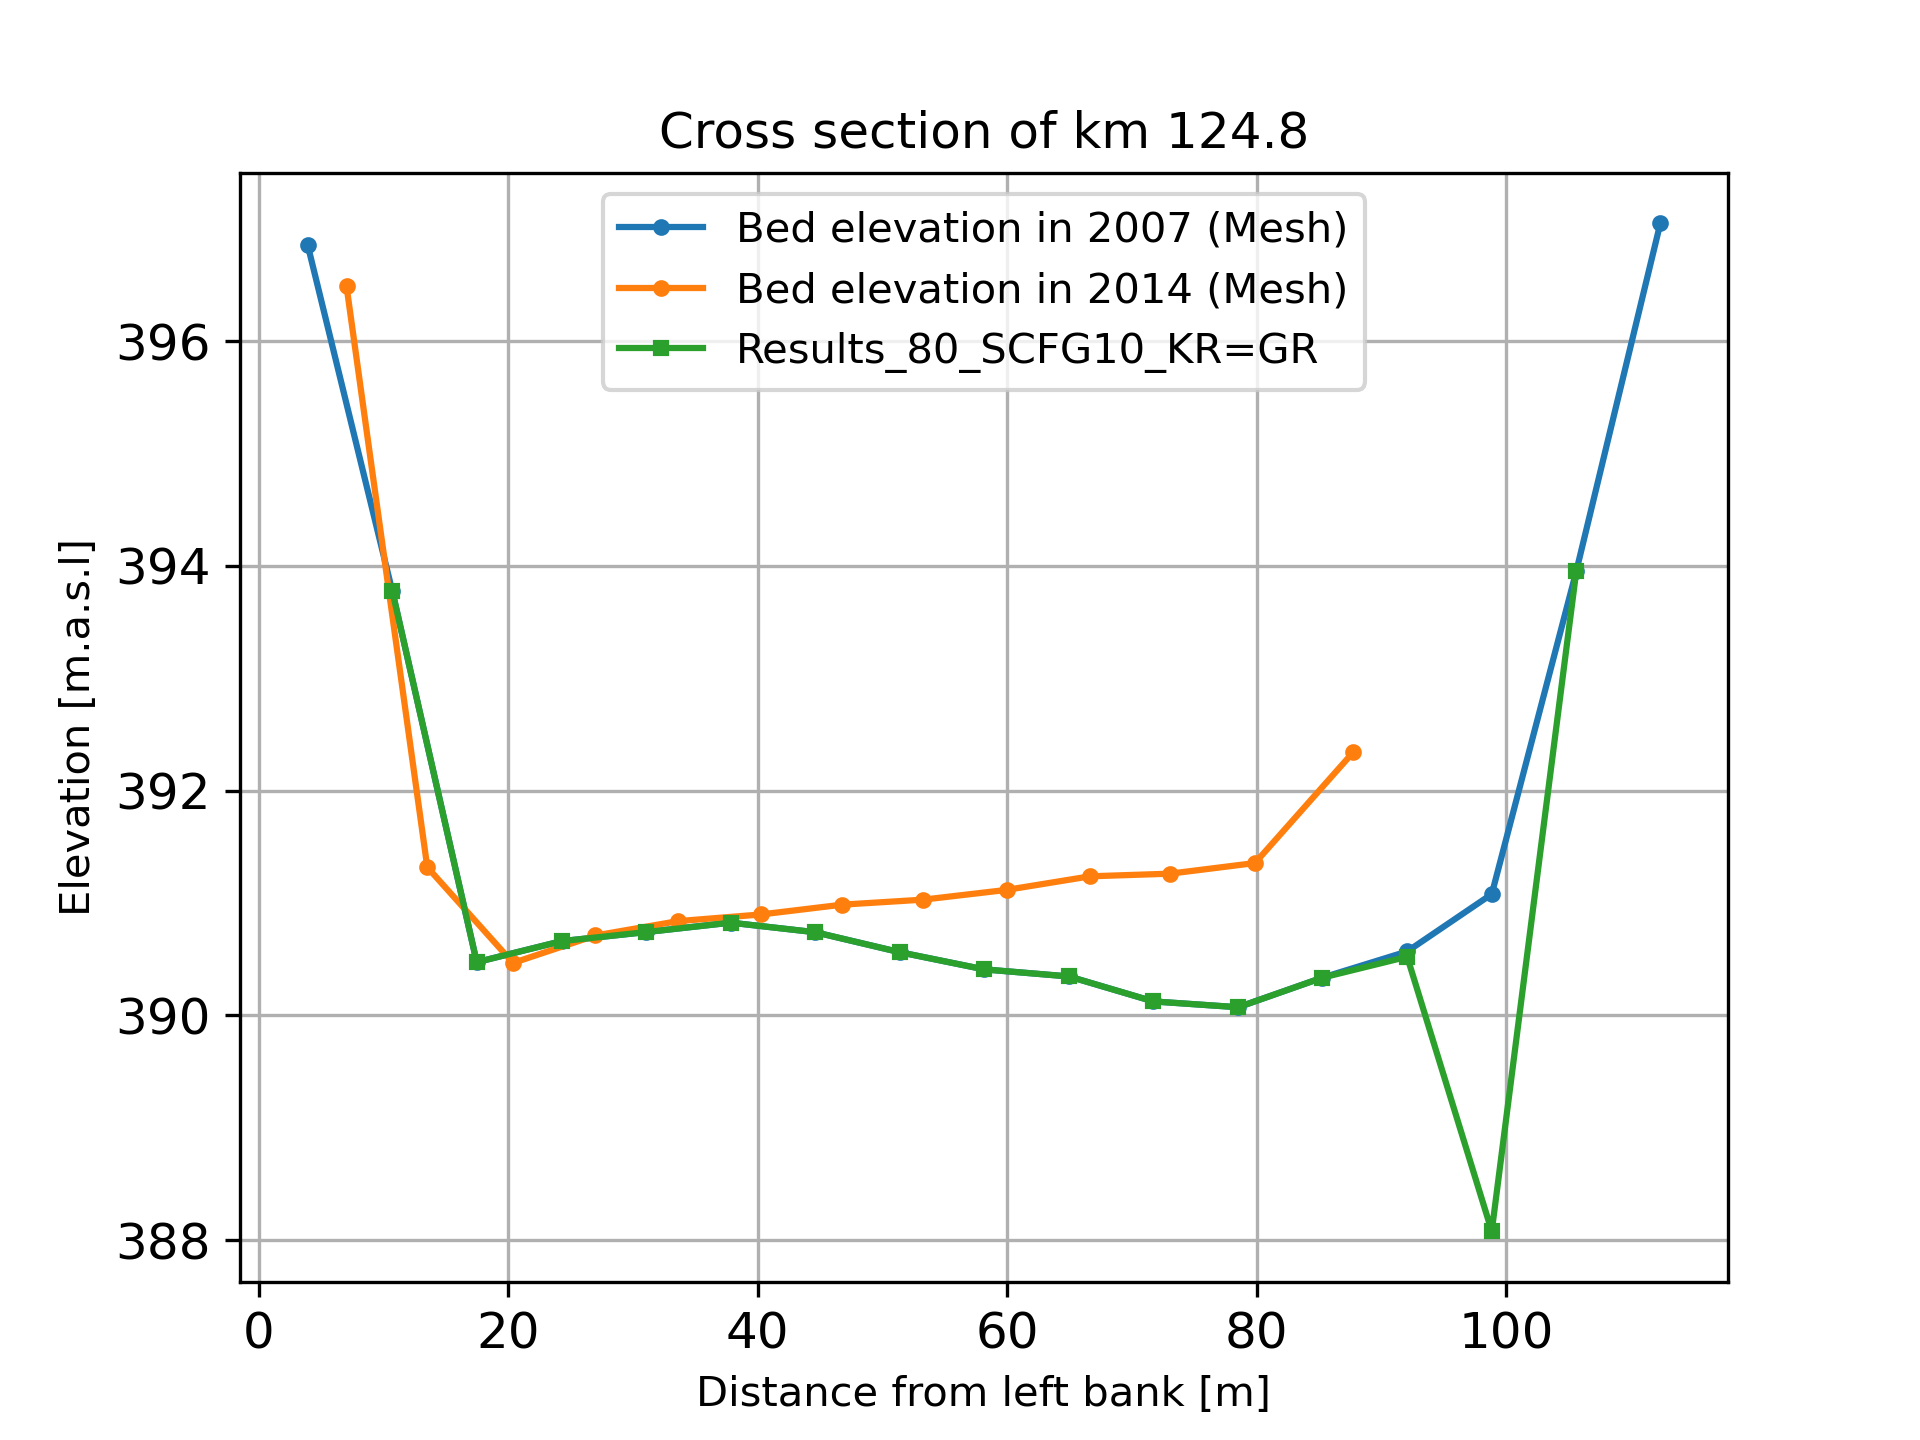 Cross section of km 124.8
Bed elevation in 2007 (Mesh)
Bed elevation in 2014 (Mesh)
Results_80_SCFG10_KR=GR
Elevation [m.a.s.l]
396
394
392
390
388
0 20 40 60 80 100
Distance from left bank [m]